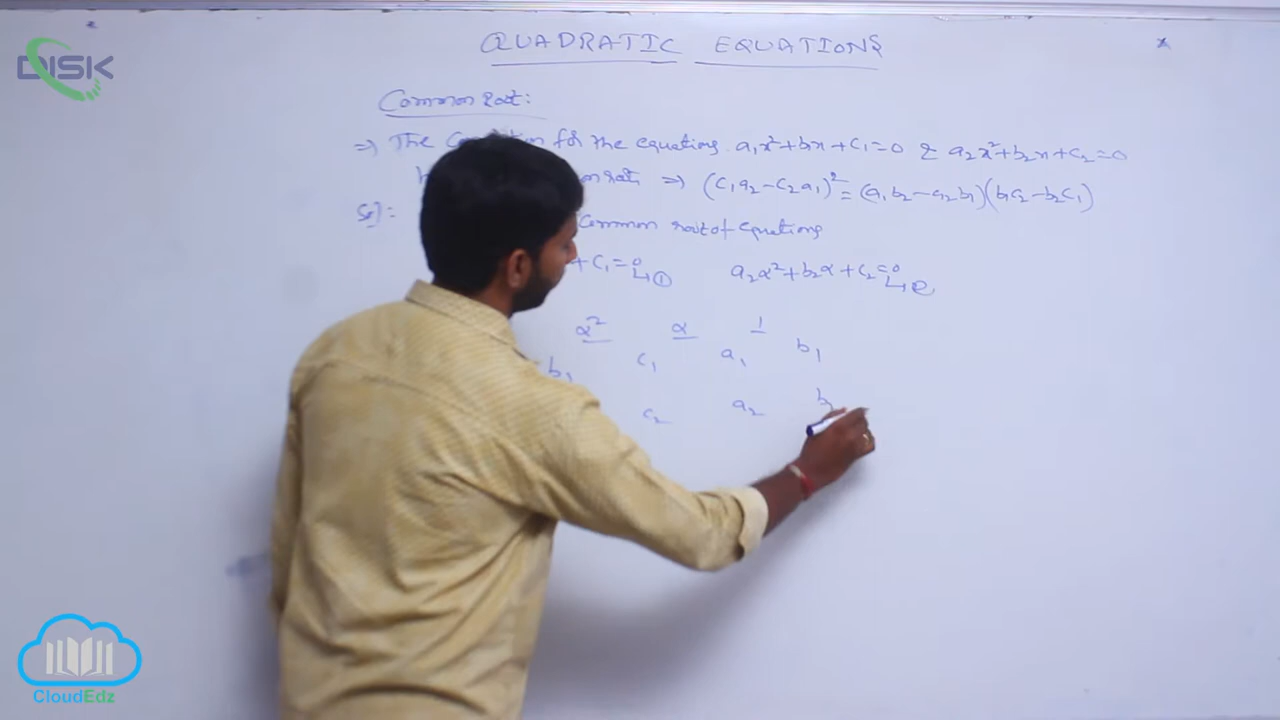 DISK
QUADRATIC EQUATIONS
Common root:
⇒ The for the equations a₁x²+b₁x+c₁=0 & a₂x²+b₂x+c₂=0
root ⇒ (c₁a₂-c₂a₁)²=(a₁b₂-a₂b₁)(b₁c₂-b₂c₁)
Sol:
Common root of equations
+c₁=0 ↳① a₂α²+b₂α+c₂=0 ↳②
α² α 1
b₁ c₁ a₁ b₁
c₂ a₂ b₂
CloudEdz